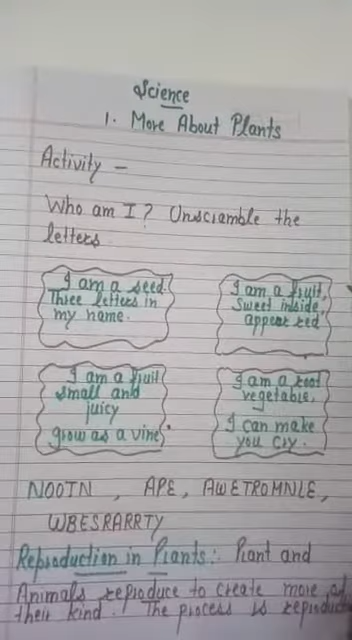 Science
1. More About Plants
Activity -
Who am I? Unscramble the
letters
I am a seed.
Three letters in
my name.
I am a fruit,
Sweet inside,
appear red
I am a fruit
small and
juicy
grow as a vine.
I am a root
vegetable,
I can make
you cry.
NOOTN , APE, AWETROMNLE,
WBESRARRTY
Reproduction in Plants:- Plant and
Animals reproduce to create more of
their kind. The process is